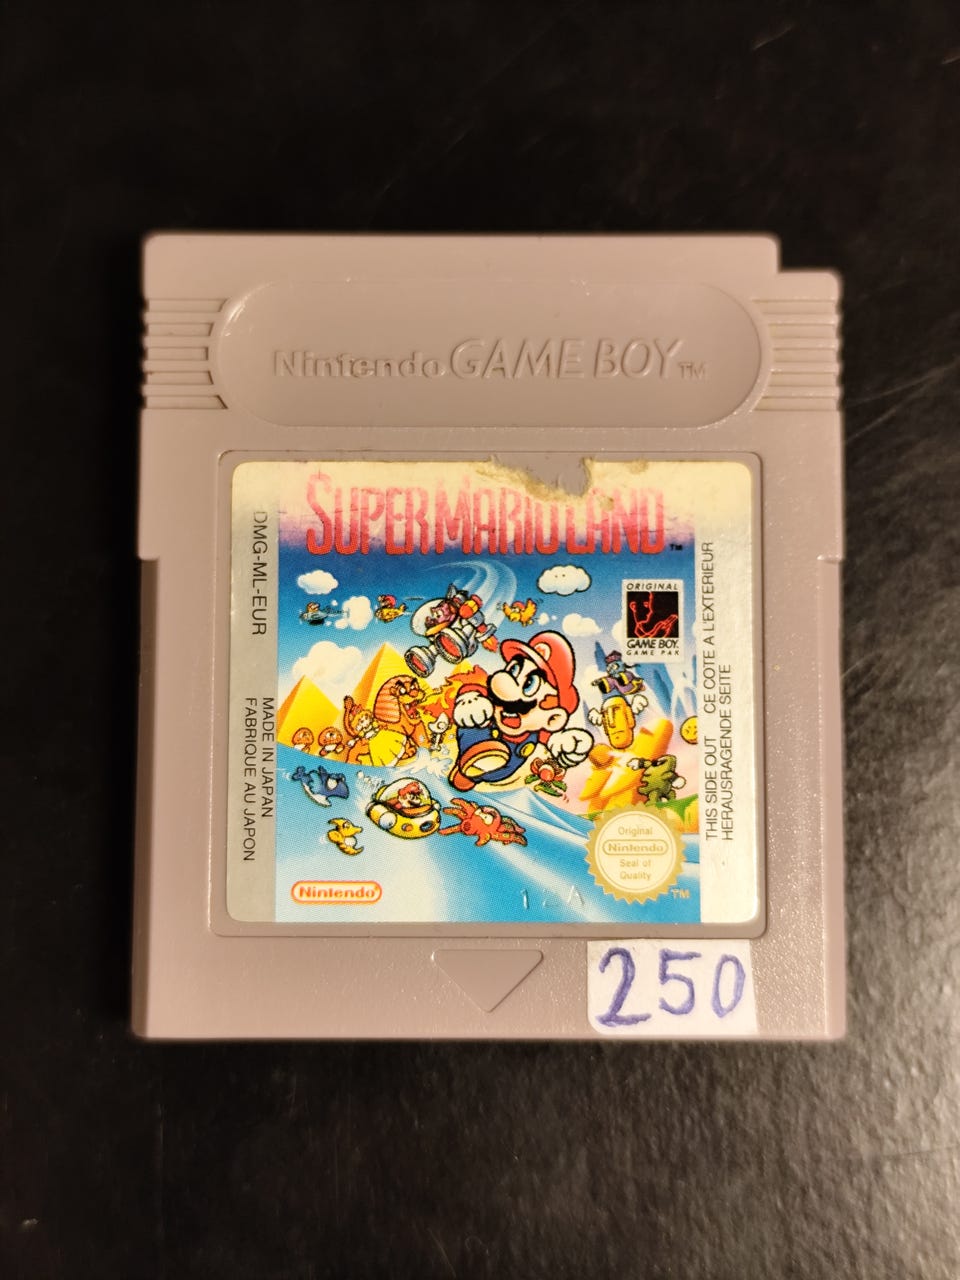 Nintendo GAME BOY TM
SUPER MARIO LAND TM
DMG-ML-EUR
MADE IN JAPAN
FABRIQUE AU JAPON
ORIGINAL
GAME BOY
GAME PAK
THIS SIDE OUT CE COTE A L'EXTERIEUR
HERAUSRAGENDE SEITE
Original
Nintendo
Seal of
Quality
TM
Nintendo
250